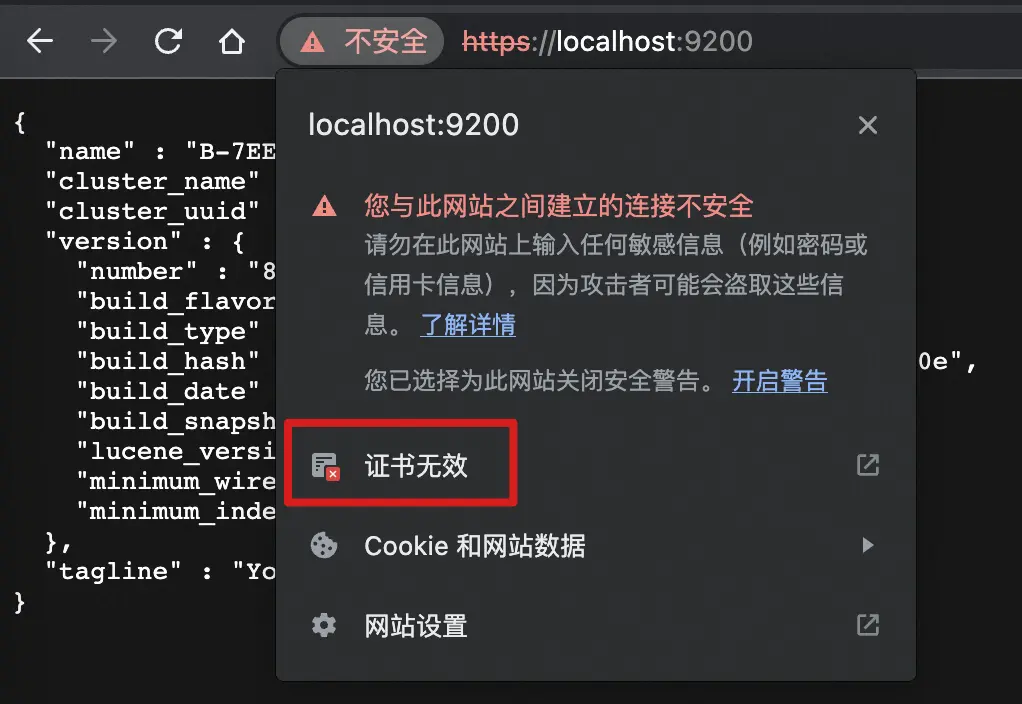 不安全 https://localhost:9200
localhost:9200
{
"name" : "B-7EE
"cluster_name"
"cluster_uuid"
"version" : {
"number" : "8
"build_flavor
"build_type"
"build_hash" 0e",
"build_date"
"build_snapsh
"lucene_versi
"minimum_wire
"minimum_inde
},
"tagline" : "Yo
}
您与此网站之间建立的连接不安全
请勿在此网站上输入任何敏感信息（例如密码或
信用卡信息），因为攻击者可能会盗取这些信
息。 了解详情
您已选择为此网站关闭安全警告。 开启警告
证书无效
Cookie 和网站数据
网站设置